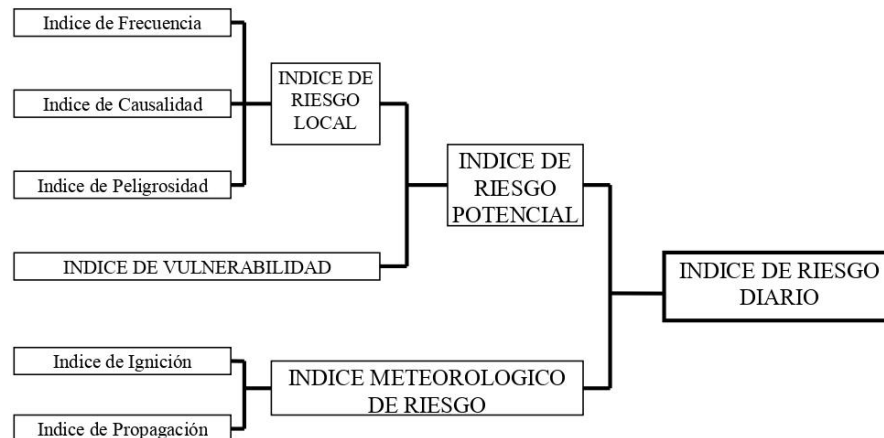 Indice de Frecuencia
Indice de Causalidad
Indice de Peligrosidad
INDICE DE
RIESGO
LOCAL
INDICE DE VULNERABILIDAD
INDICE DE
RIESGO
POTENCIAL
Indice de Ignición
Indice de Propagación
INDICE METEOROLOGICO
DE RIESGO
INDICE DE RIESGO
DIARIO